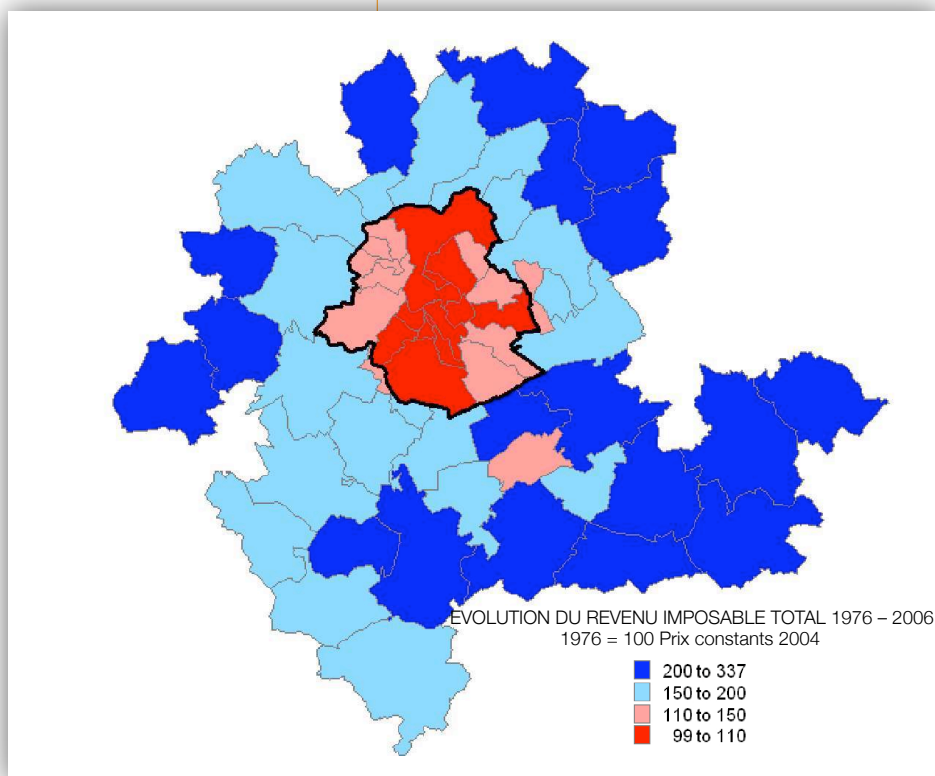 EVOLUTION DU REVENU IMPOSABLE TOTAL 1976 – 2006
1976 = 100 Prix constants 2004
200 to 337
150 to 200
110 to 150
99 to 110